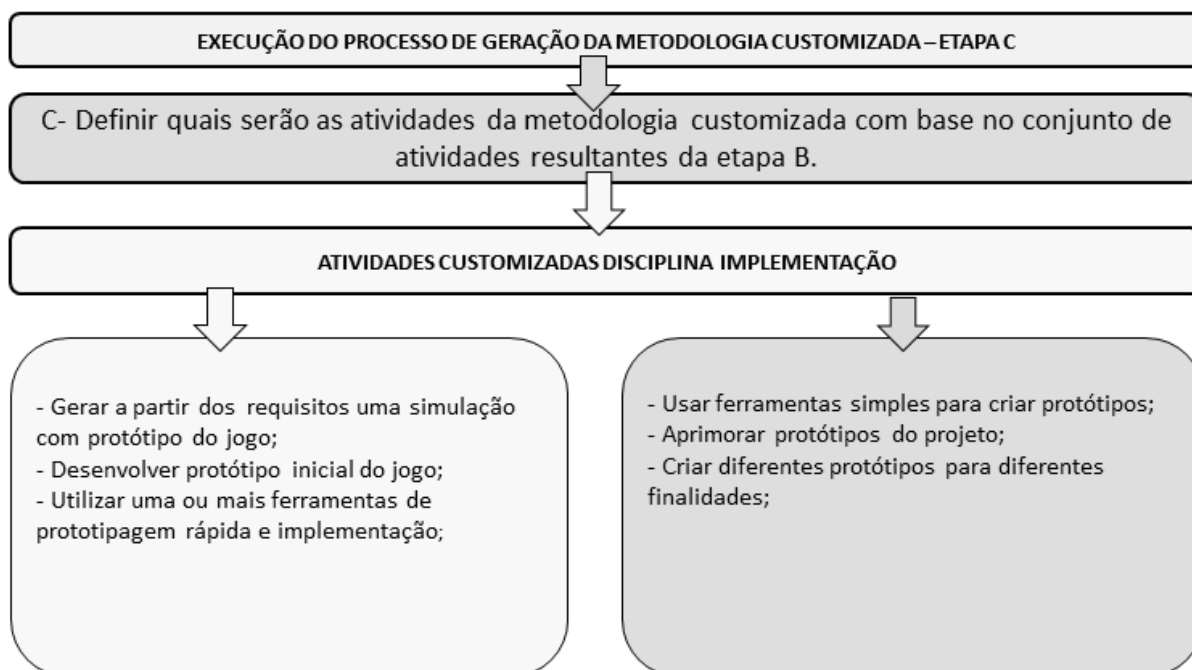 EXECUÇÃO DO PROCESSO DE GERAÇÃO DA METODOLOGIA CUSTOMIZADA – ETAPA C
C- Definir quais serão as atividades da metodologia customizada com base no conjunto de
atividades resultantes da etapa B.
ATIVIDADES CUSTOMIZADAS DISCIPLINA IMPLEMENTAÇÃO
- Gerar a partir dos requisitos uma simulação
com protótipo do jogo;
- Desenvolver protótipo inicial do jogo;
- Utilizar uma ou mais ferramentas de
prototipagem rápida e implementação;
- Usar ferramentas simples para criar protótipos;
- Aprimorar protótipos do projeto;
- Criar diferentes protótipos para diferentes
finalidades;